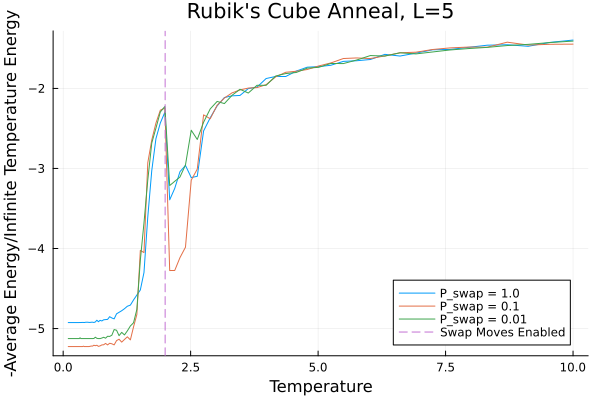 Rubik's Cube Anneal, L=5
-Average Energy/Infinite Temperature Energy
−2
−3
−4
−5
P_swap = 1.0
P_swap = 0.1
P_swap = 0.01
Swap Moves Enabled
0.0
2.5
5.0
7.5
10.0
Temperature